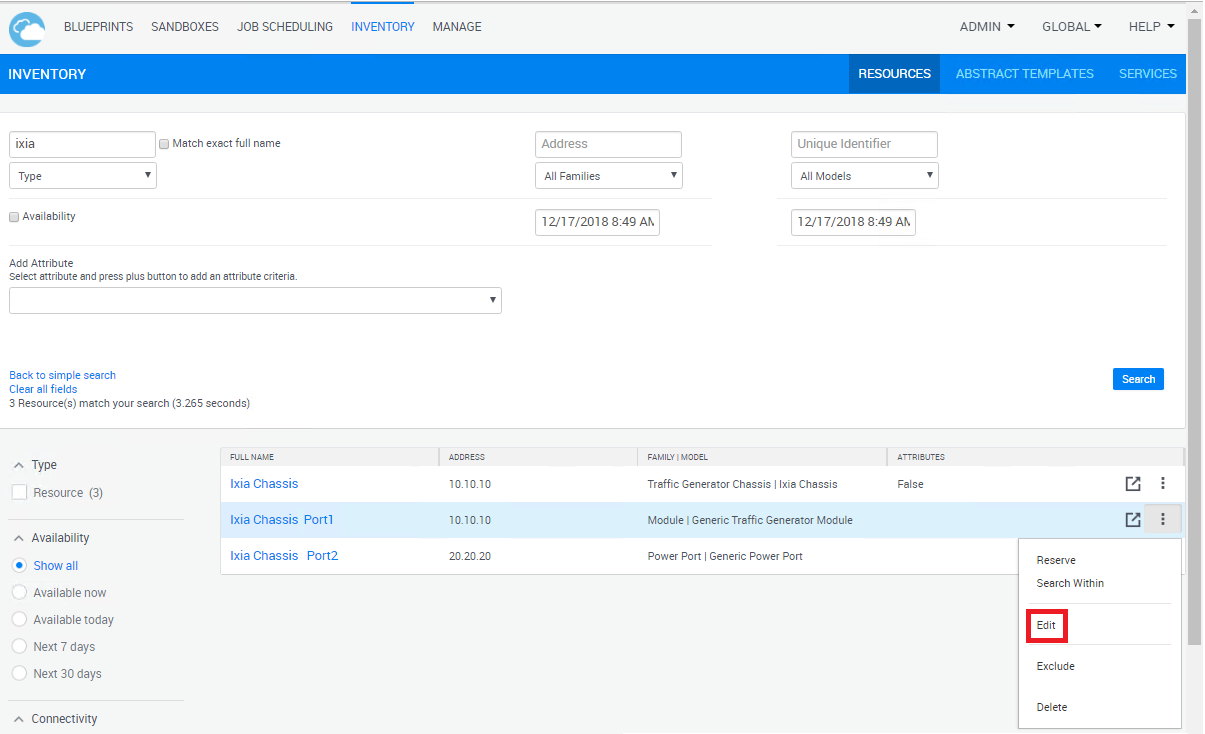 BLUEPRINTS SANDBOXES JOB SCHEDULING INVENTORY MANAGE ADMIN GLOBAL HELP
INVENTORY RESOURCES ABSTRACT TEMPLATES SERVICES
ixia Match exact full name Address Unique Identifier
Type All Families All Models
Availability 12/17/2018 8:49 AM 12/17/2018 8:49 AM
Add Attribute
Select attribute and press plus button to add an attribute criteria.
Back to simple search
Clear all fields
Search
3 Resource(s) match your search (3.265 seconds)
Type
Resource (3)
Availability
Show all
Available now
Available today
Next 7 days
Next 30 days
Connectivity
FULL NAME ADDRESS FAMILY | MODEL ATTRIBUTES
Ixia Chassis 10.10.10 Traffic Generator Chassis | Ixia Chassis False
Ixia Chassis Port1 10.10.10 Module | Generic Traffic Generator Module
Ixia Chassis Port2 20.20.20 Power Port | Generic Power Port
Reserve
Search Within
Edit
Exclude
Delete